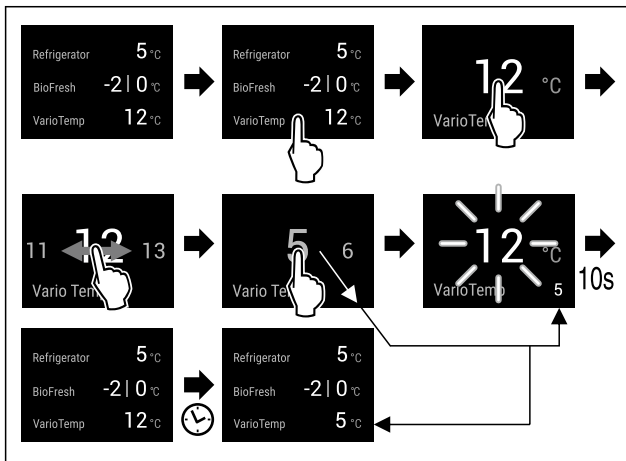 Refrigerator 5 °C
BioFresh -2 | 0 °C
VarioTemp 12 °C
Refrigerator 5 °C
BioFresh -2 | 0 °C
VarioTemp 12 °C
12 °C
VarioTemp
11 12 13
Vario Tem
5 6
Vario Te
12 °C
VarioTemp 5
10s
Refrigerator 5 °C
BioFresh -2 | 0 °C
VarioTemp 12 °C
Refrigerator 5 °C
BioFresh -2 | 0 °C
VarioTemp 5 °C